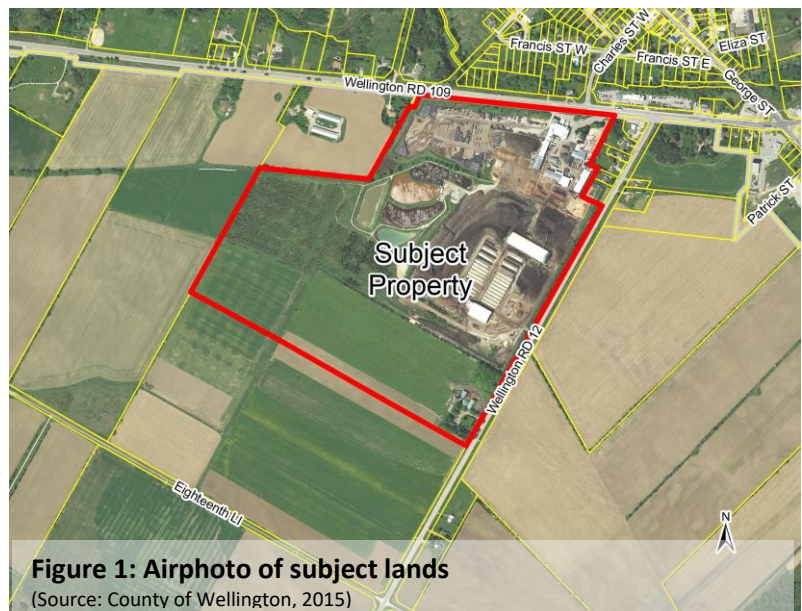 Francis ST W
Charles ST W
Francis ST E
Eliza ST
George ST
Wellington RD 109
Patrick ST
Subject
Property
Wellington RD 12
Eighteenth LI
N
Figure 1: Airphoto of subject lands
(Source: County of Wellington, 2015)